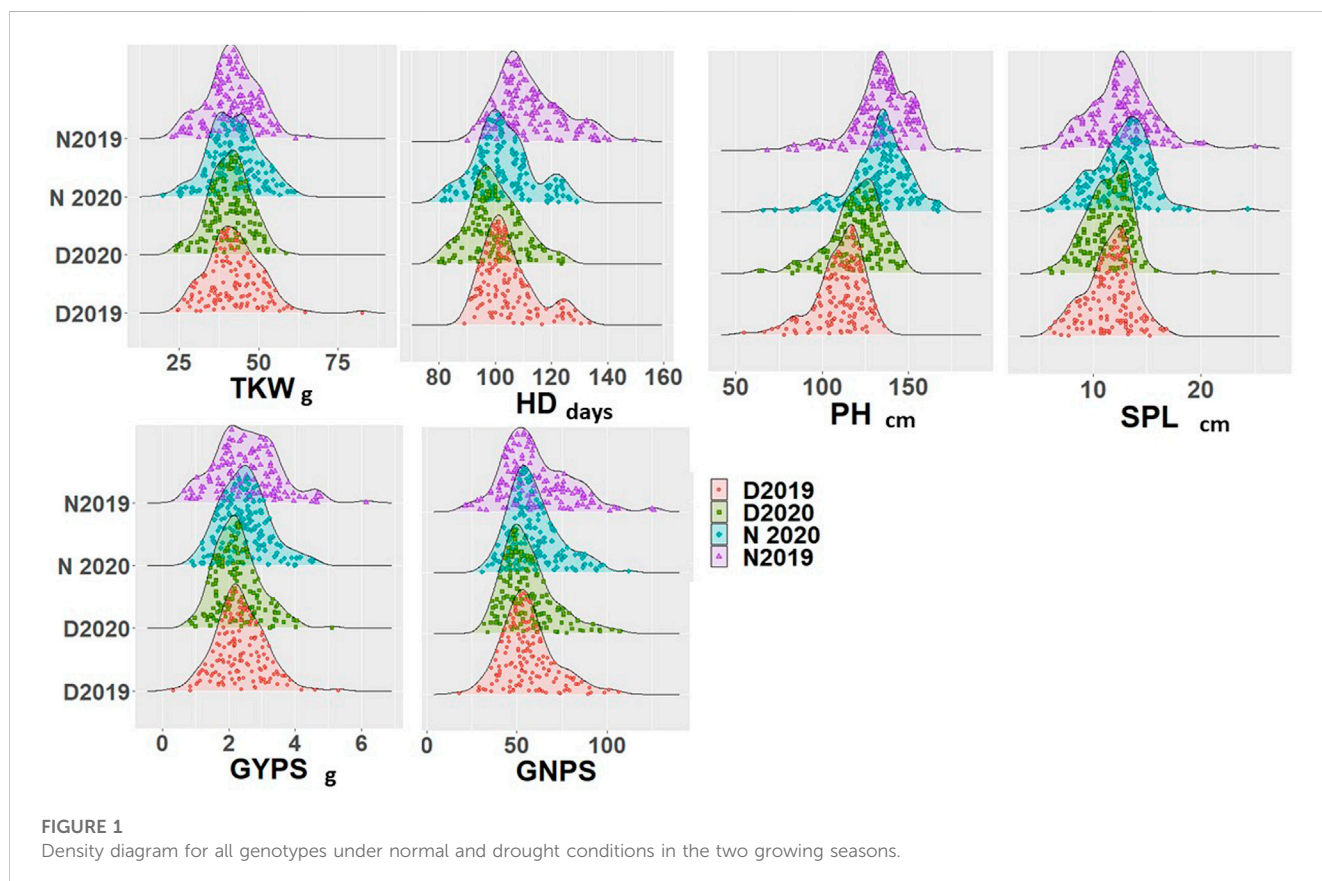 N2019
N 2020
D2020
D2019
25 50 75
TKW g
80 100 120 140 160
HD days
50 100 150
PH cm
10 20
SPL cm
N2019
N 2020
D2020
D2019
0 2 4 6
GYPS g
0 50 100
GNPS
D2019
D2020
N 2020
N2019
FIGURE 1
Density diagram for all genotypes under normal and drought conditions in the two growing seasons.